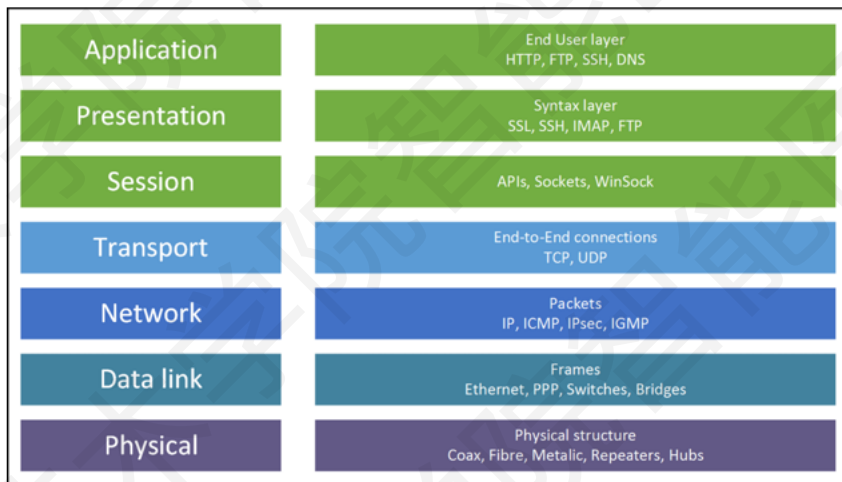 Application
End User layer
HTTP, FTP, SSH, DNS
Presentation
Syntax layer
SSL, SSH, IMAP, FTP
Session
APIs, Sockets, WinSock
Transport
End-to-End connections
TCP, UDP
Network
Packets
IP, ICMP, IPsec, IGMP
Data link
Frames
Ethernet, PPP, Switches, Bridges
Physical
Physical structure
Coax, Fibre, Metalic, Repeaters, Hubs